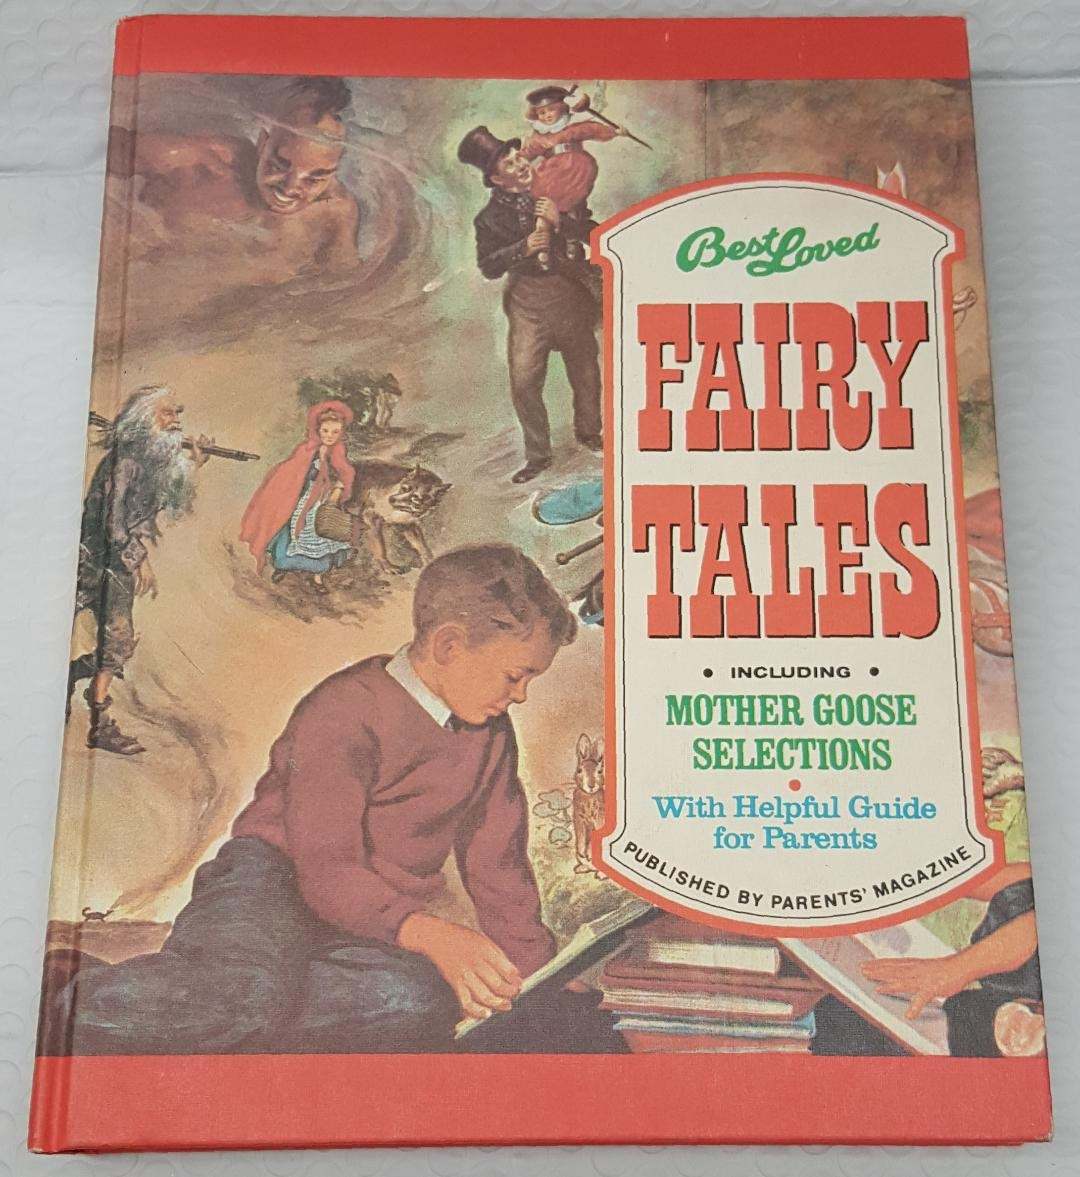 Best Loved
FAIRY
TALES
• INCLUDING •
MOTHER GOOSE
SELECTIONS
•
With Helpful Guide
for Parents
PUBLISHED BY PARENTS' MAGAZINE